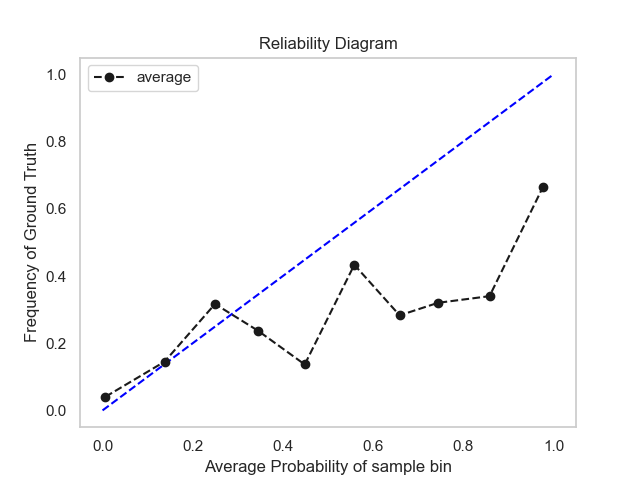 Reliability Diagram
average
Frequency of Ground Truth
1.0
0.8
0.6
0.4
0.2
0.0
0.0 0.2 0.4 0.6 0.8 1.0
Average Probability of sample bin